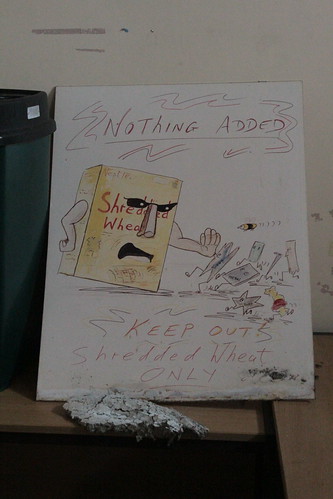 NOTHING ADDED
Shredded
Wheat
KEEP OUT!
Shredded Wheat
ONLY